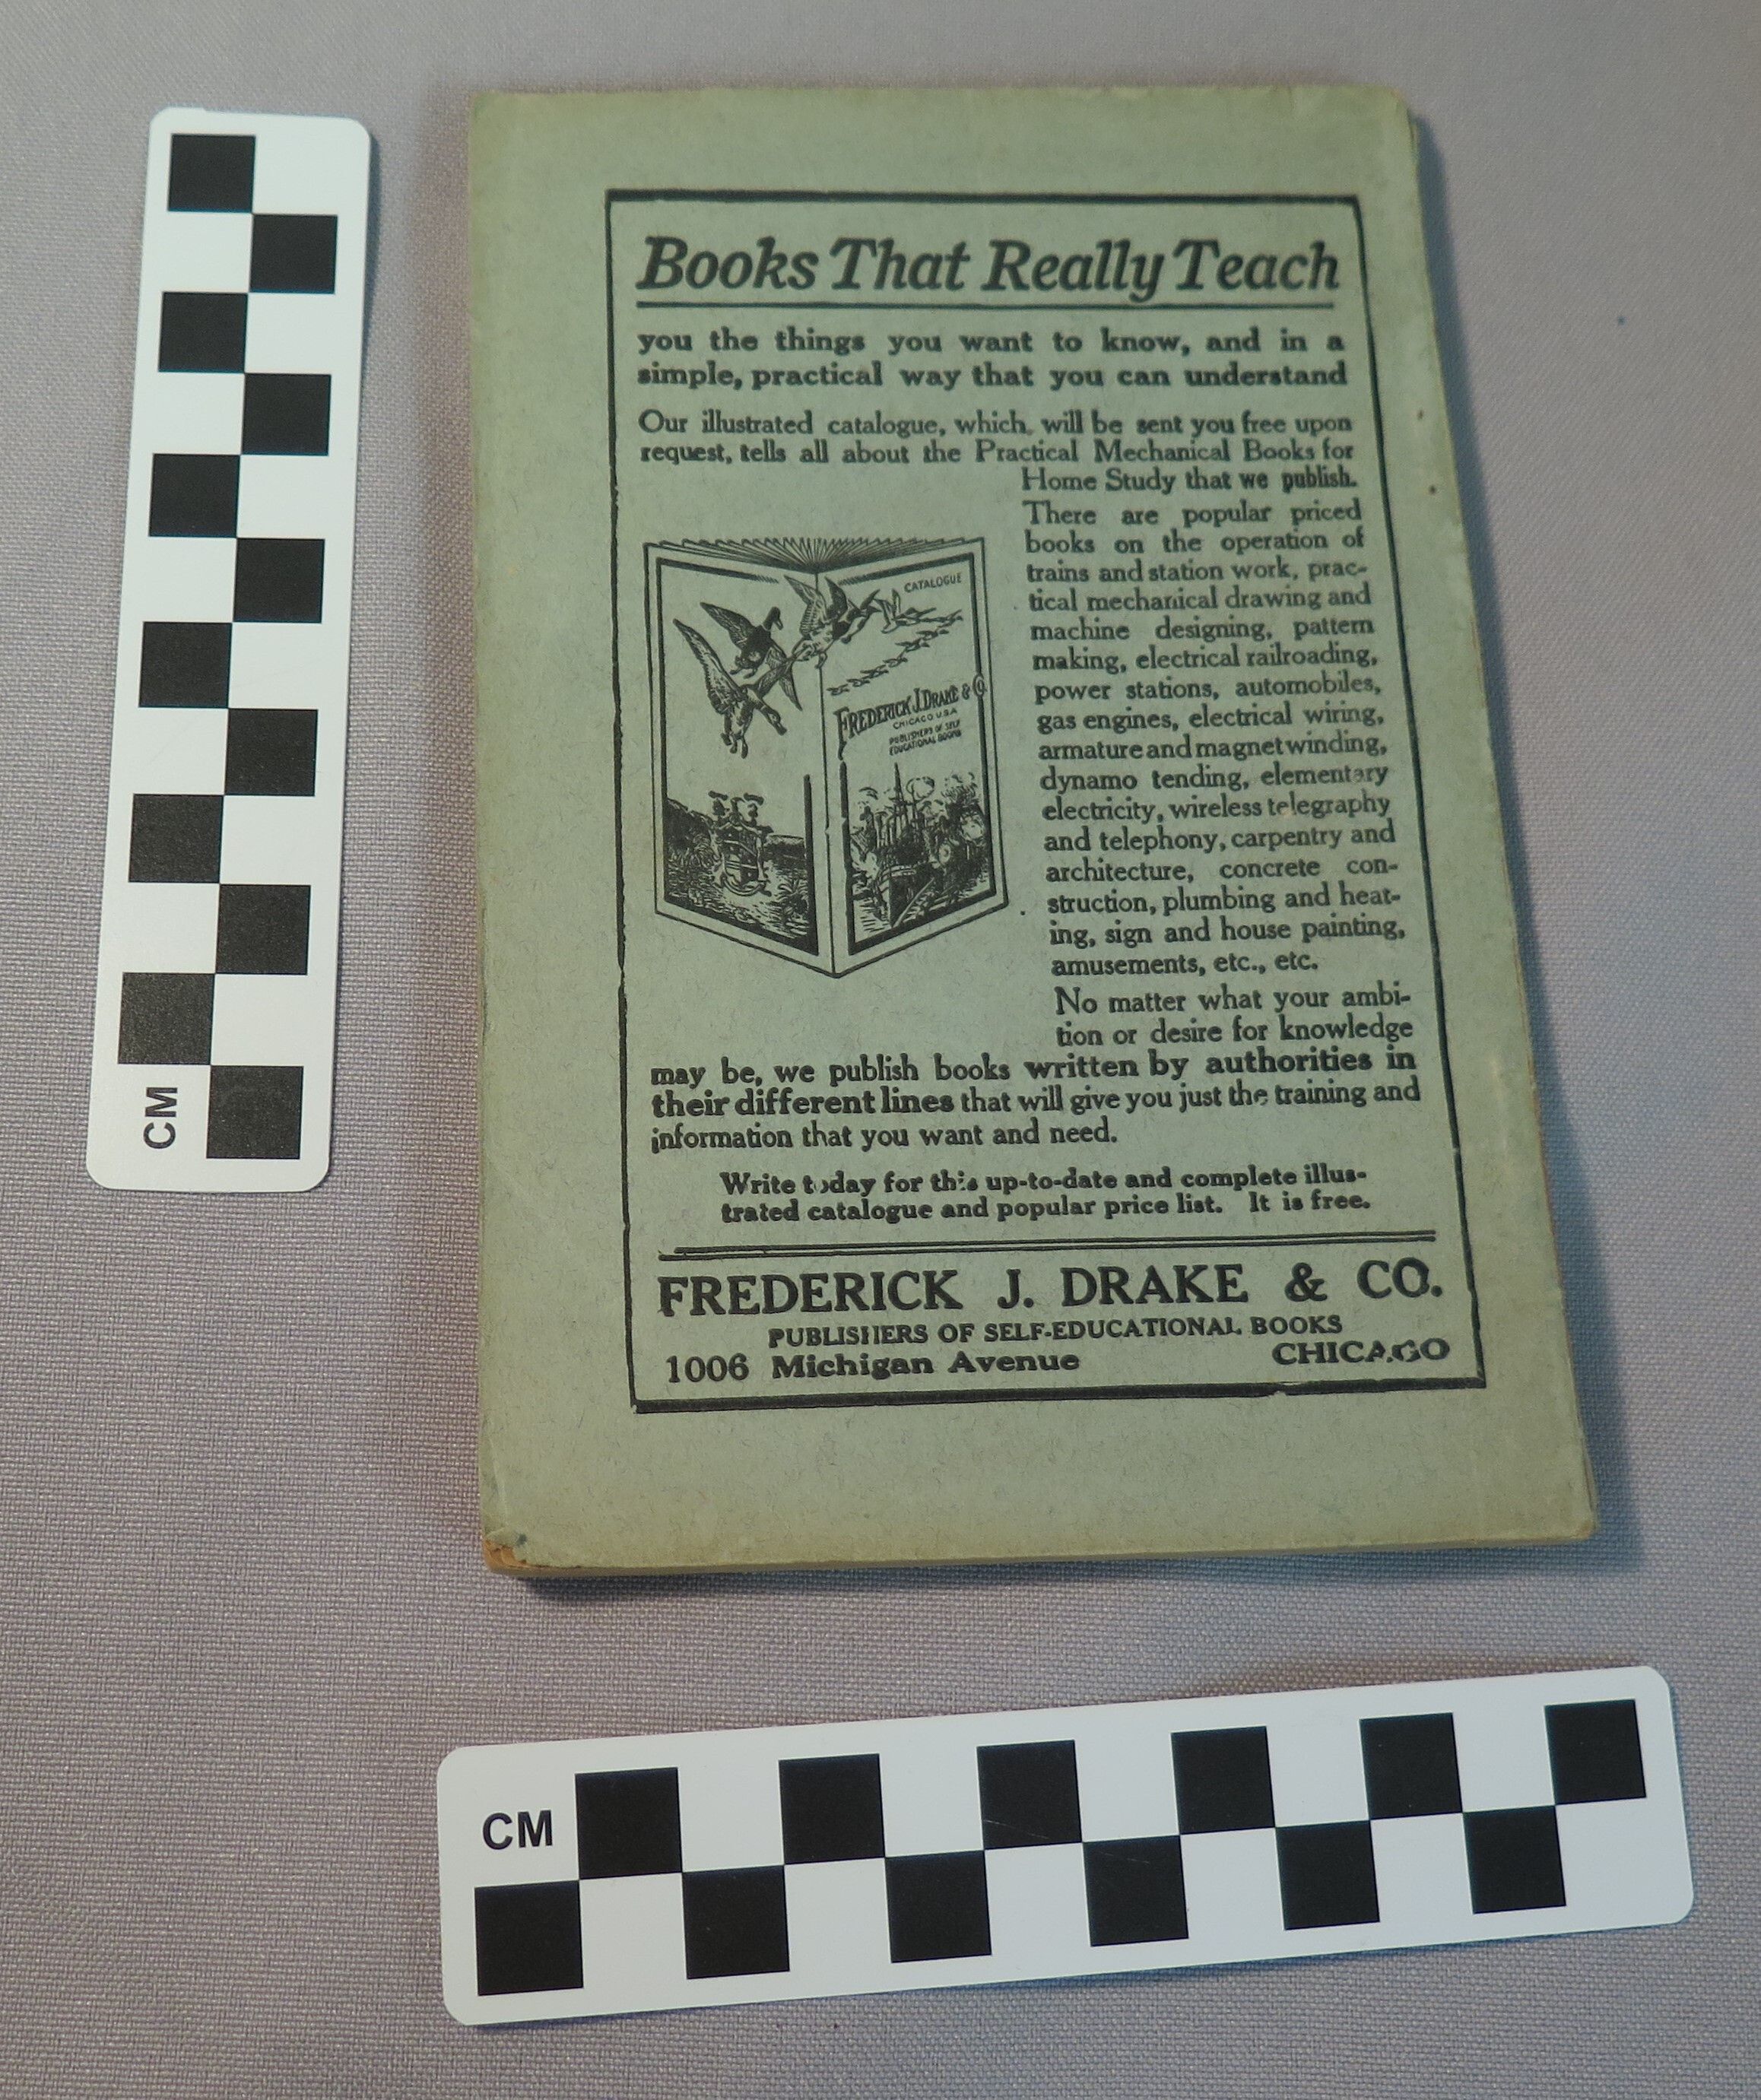 CM
Books That Really Teach
you the things you want to know, and in a
simple, practical way that you can understand
Our illustrated catalogue, which will be sent you free upon
request, tells all about the Practical Mechanical Books for
Home Study that we publish.
There are popular priced
books on the operation of
trains and station work, prac-
tical mechanical drawing and
machine designing, pattern
making, electrical railroading,
power stations, automobiles,
gas engines, electrical wiring,
armature and magnet winding,
dynamo tending, elementary
electricity, wireless telegraphy
and telephony, carpentry and
architecture, concrete con-
struction, plumbing and heat-
ing, sign and house painting,
amusements, etc., etc.
CATALOGUE
FREDERICK J. DRAKE & CO.
CHICAGO U.S.A
PUBLISHERS OF SELF
EDUCATIONAL BOOKS
No matter what your ambi-
tion or desire for knowledge
may be, we publish books written by authorities in
their different lines that will give you just the training and
information that you want and need.
Write today for this up-to-date and complete illus-
trated catalogue and popular price list. It is free.
FREDERICK J. DRAKE & CO.
PUBLISHERS OF SELF-EDUCATIONAL BOOKS
1006 Michigan Avenue CHICAGO
CM